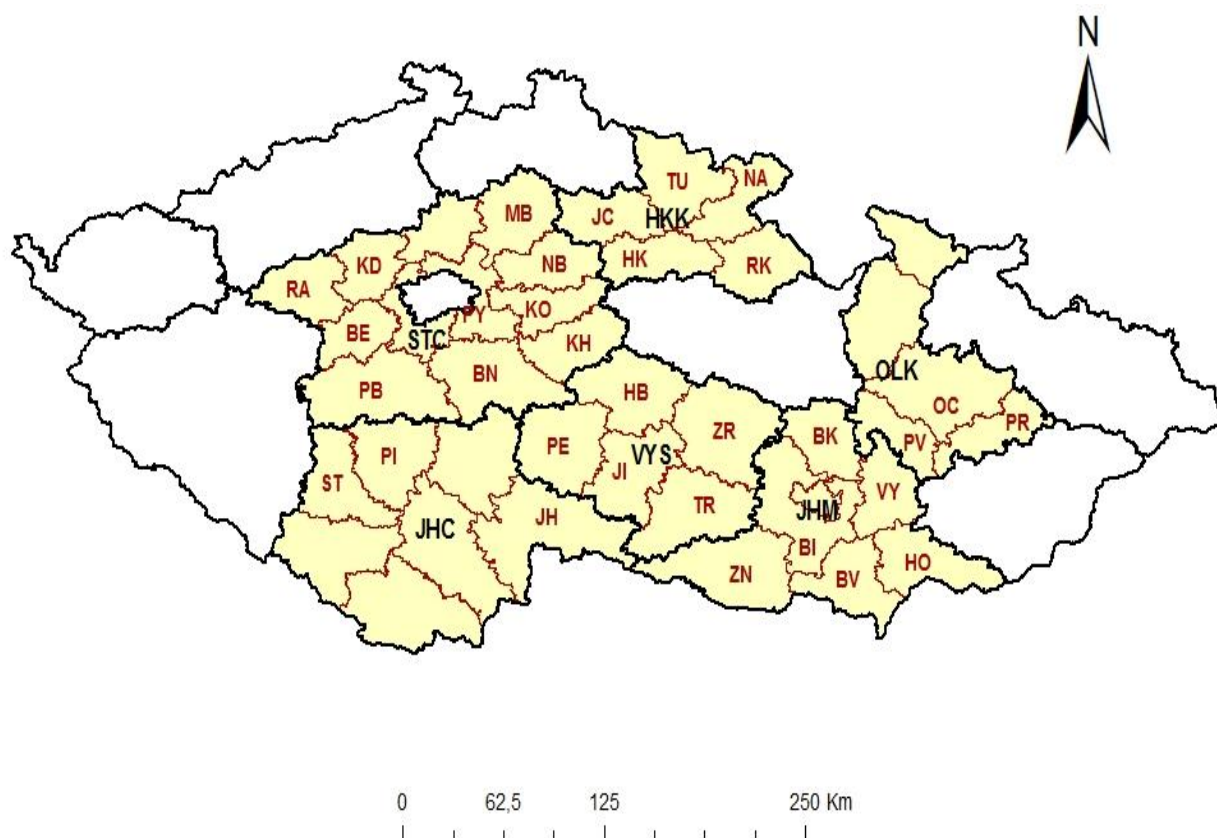 N
TU
NA
MB
JC
HKK
HK
RK
KD
NB
RA
KO
PY
BE
STC
KH
BN
PB
OLK
HB
OC
PR
PE
ZR
BK
PV
PI
JI
VYS
ST
VY
TR
JHM
JH
JHC
BI
HO
ZN
BV
0 62,5 125 250 Km